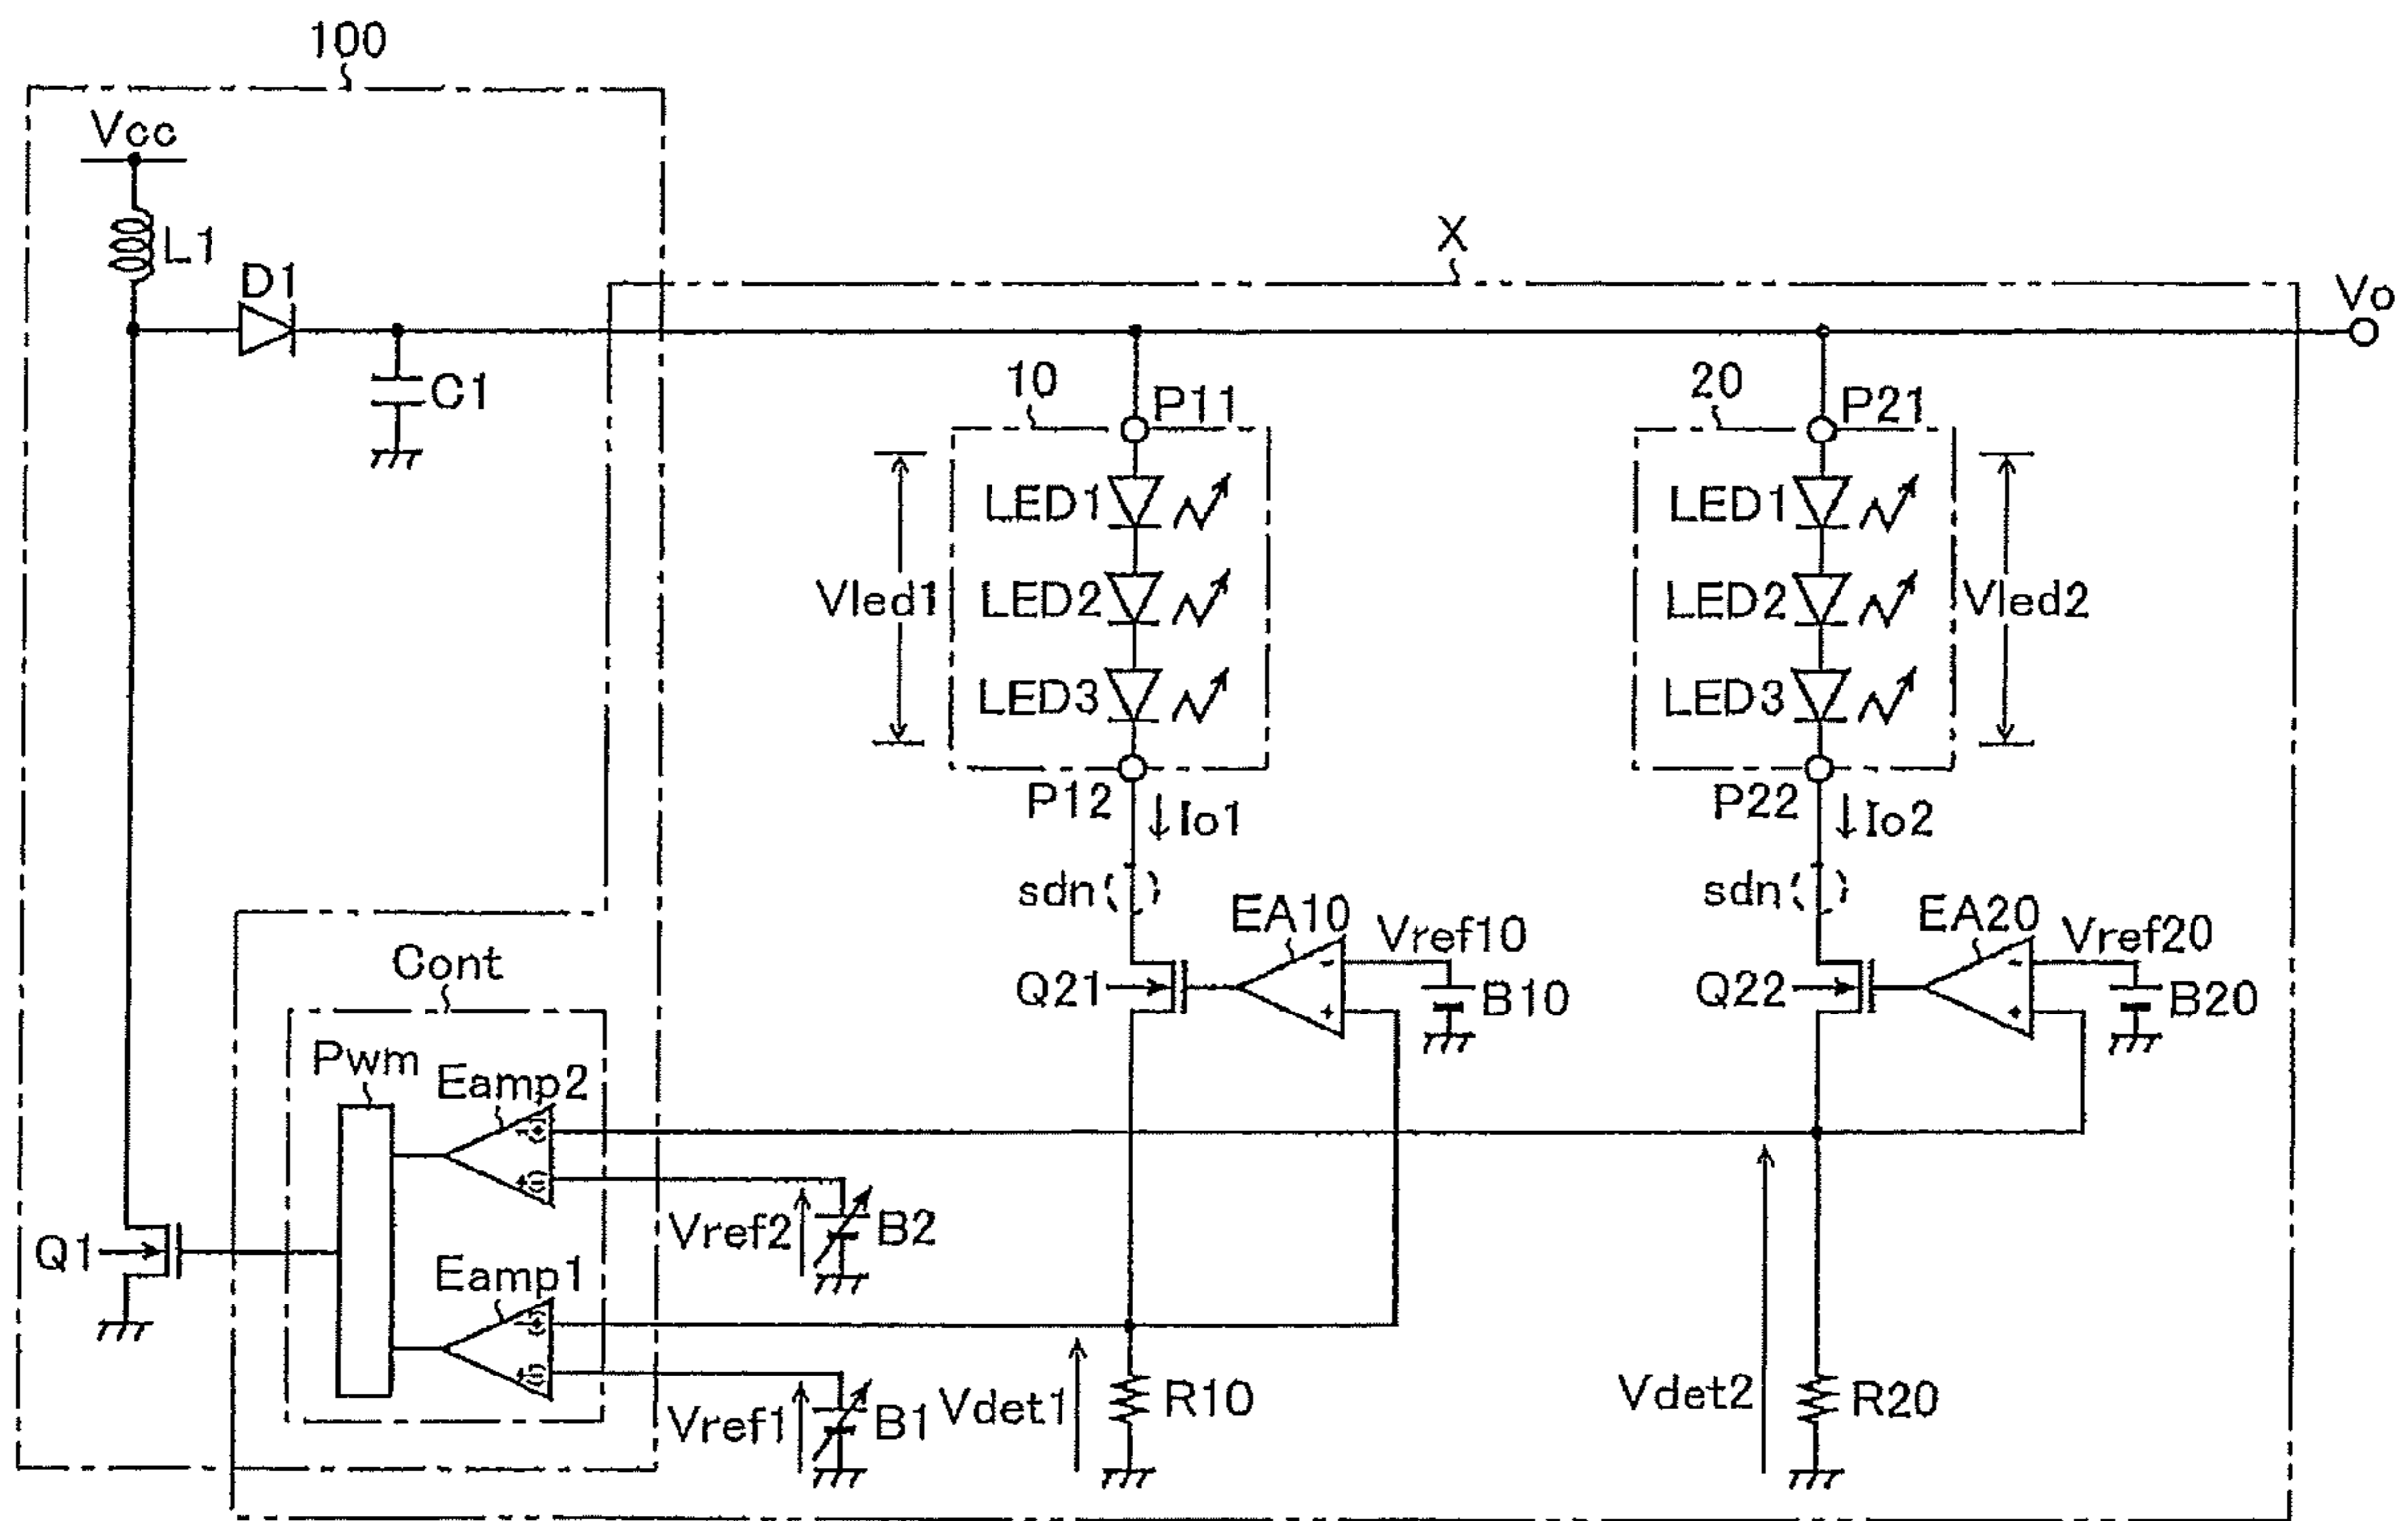 100
Vcc
L1
D1
C1
X
Vo
10
P11
LED1
LED2
LED3
Vled1
P12
Io1
sdn
20
P21
LED1
LED2
LED3
Vled2
P22
Io2
sdn
EA10
Vref10
-
+
Q21
B10
EA20
Vref20
-
+
Q22
B20
Cont
Pwm
Eamp2
Vref2
B2
Q1
Eamp1
Vref1
B1
Vdet1
R10
Vdet2
R20